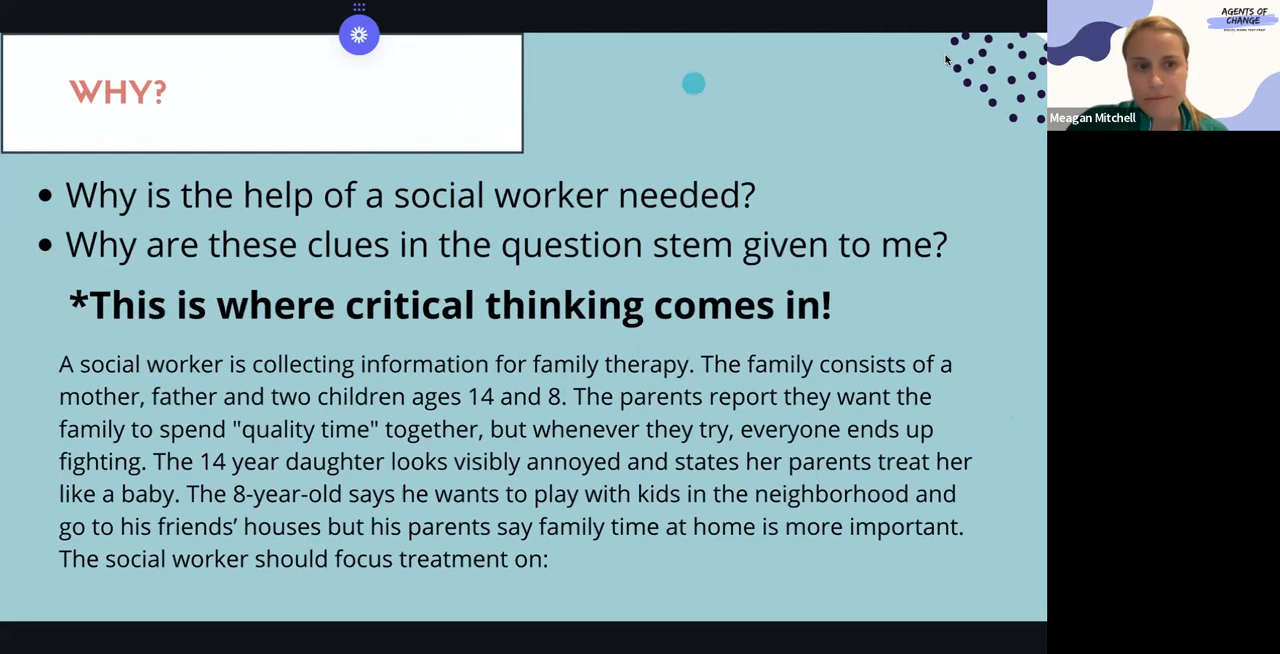 WHY?
• Why is the help of a social worker needed?
• Why are these clues in the question stem given to me?
*This is where critical thinking comes in!
A social worker is collecting information for family therapy. The family consists of a
mother, father and two children ages 14 and 8. The parents report they want the
family to spend "quality time" together, but whenever they try, everyone ends up
fighting. The 14 year daughter looks visibly annoyed and states her parents treat her
like a baby. The 8-year-old says he wants to play with kids in the neighborhood and
go to his friends’ houses but his parents say family time at home is more important.
The social worker should focus treatment on:
AGENTS OF
CHANGE
SOCIAL WORK TEST PREP
Meagan Mitchell